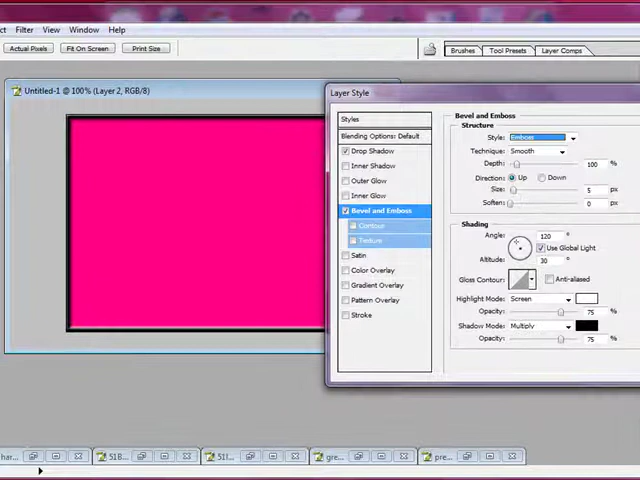 ct Filter View Window Help
Actual Pixels Fit On Screen Print Size Brushes Tool Presets Layer Comps
Untitled-1 @ 100% (Layer 2, RGB/8)
Layer Style
Styles
Blending Options: Default
Drop Shadow
Inner Shadow
Outer Glow
Inner Glow
Bevel and Emboss
Contour
Texture
Satin
Color Overlay
Gradient Overlay
Pattern Overlay
Stroke
Bevel and Emboss
Structure
Style: Emboss
Technique: Smooth
Depth: 100 %
Direction: Up Down
Size: 5 px
Soften: 0 px
Shading
Angle: 120 °
Use Global Light
Altitude: 30 °
Gloss Contour: Anti-aliased
Highlight Mode: Screen
Opacity: 75 %
Shadow Mode: Multiply
Opacity: 75 %
har... 51B... gre... pre...